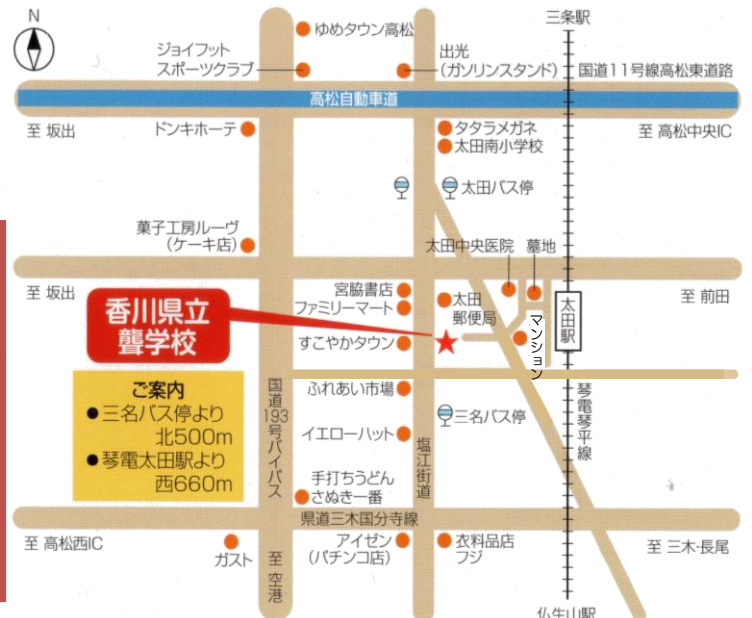 N
三条駅
ゆめタウン高松
ジョイフット
スポーツクラブ
出光
(ガソリンスタンド)
国道11号線高松東道路
高松自動車道
至 坂出
ドンキホーテ
タタラメガネ
太田南小学校
至 高松中央IC
太田バス停
菓子工房ルーヴ
(ケーキ店)
太田中央医院
墓地
至 坂出
宮脇書店
ファミリーマート
太田
郵便局
マンション
太田駅
至 前田
香川県立
聾学校
すこやかタウン
ご案内
●三名バス停より
北500m
●琴電太田駅より
西660m
国道193号バイパス
ふれあい市場
三名バス停
琴電琴平線
イエローハット
塩江街道
手打ちうどん
さぬき一番
県道三木国分寺線
至 高松西IC
ガスト
至 空港
アイゼン
(パチンコ店)
衣料品店
フジ
至 三木・長尾
仏生山駅